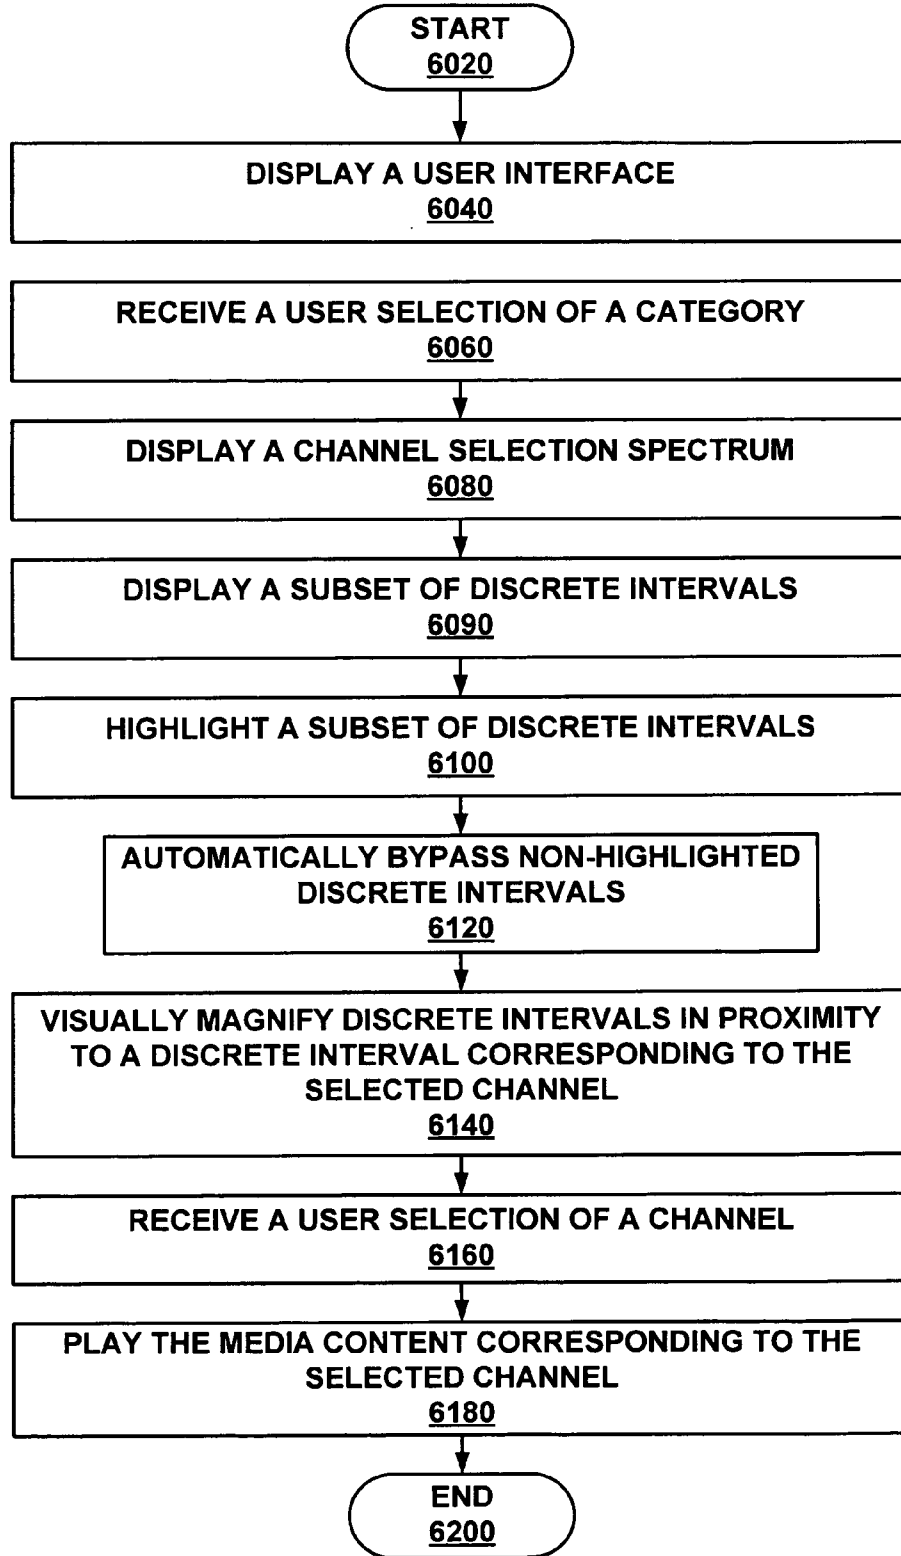 START
6020
DISPLAY A USER INTERFACE
6040
RECEIVE A USER SELECTION OF A CATEGORY
6060
DISPLAY A CHANNEL SELECTION SPECTRUM
6080
DISPLAY A SUBSET OF DISCRETE INTERVALS
6090
HIGHLIGHT A SUBSET OF DISCRETE INTERVALS
6100
AUTOMATICALLY BYPASS NON-HIGHLIGHTED
DISCRETE INTERVALS
6120
VISUALLY MAGNIFY DISCRETE INTERVALS IN PROXIMITY
TO A DISCRETE INTERVAL CORRESPONDING TO THE
SELECTED CHANNEL
6140
RECEIVE A USER SELECTION OF A CHANNEL
6160
PLAY THE MEDIA CONTENT CORRESPONDING TO THE
SELECTED CHANNEL
6180
END
6200